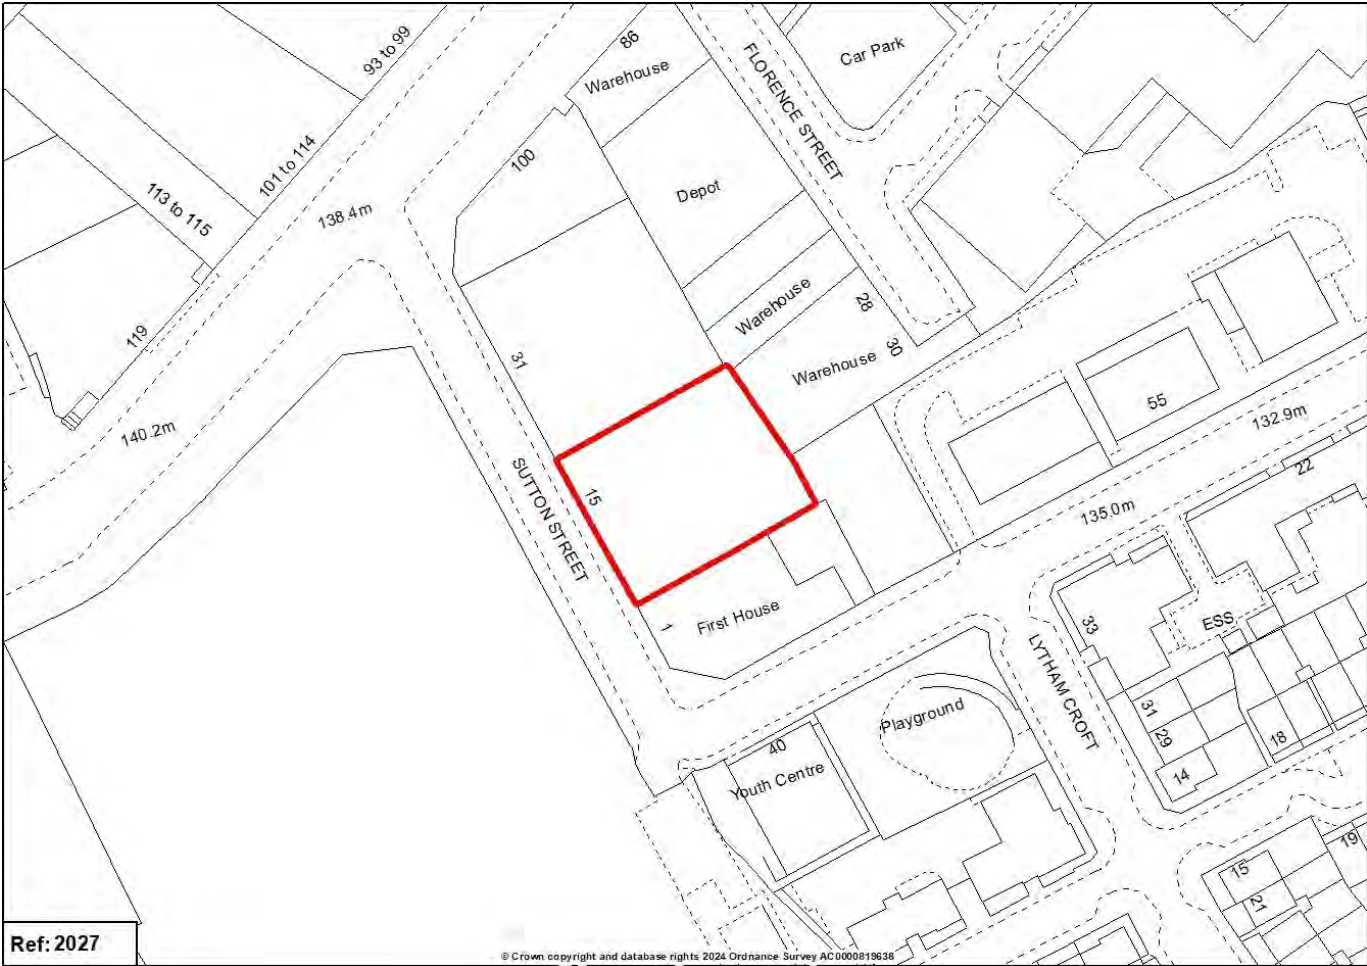 86
Warehouse
93 to 99
FLORENCE STREET
Car Park
100
101 to 114
Depot
113 to 115
138.4m
Warehouse
28
119
31
30
Warehouse
55
132.9m
140.2m
22
SUTTON STREET
15
135.0m
First House
1
33
ESS
LYTHAM CROFT
Playground
31
29
18
14
40
Youth Centre
15
19
21
Ref: 2027
© Crown copyright and database rights 2024 Ordnance Survey AC0000819638